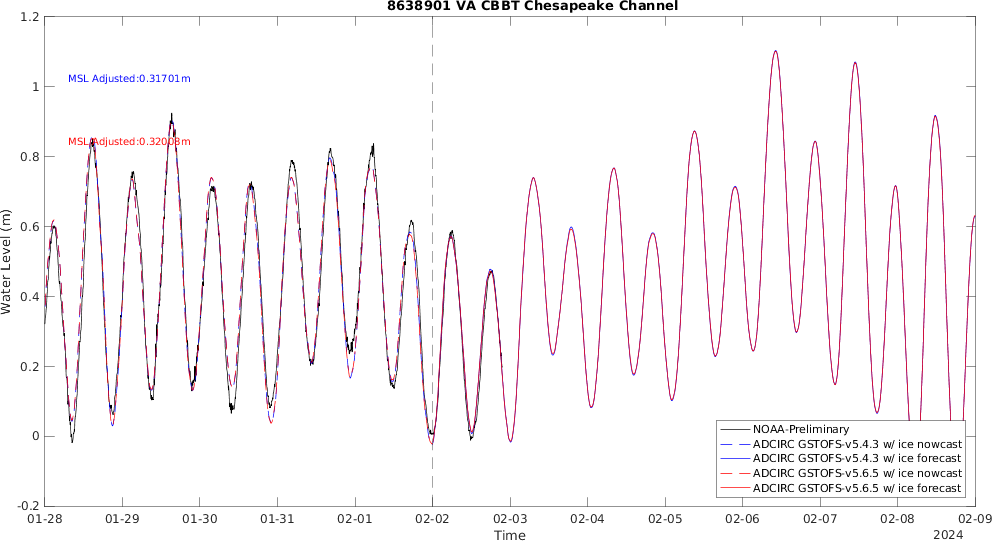 8638901 VA CBBT Chesapeake Channel
1.2
1
0.8
0.6
0.4
0.2
0
-0.2
Water Level (m)
MSL Adjusted:0.31701m
MSL Adjusted:0.32003m
NOAA-Preliminary
ADCIRC GSTOFS-v5.4.3 w/ ice nowcast
ADCIRC GSTOFS-v5.4.3 w/ ice forecast
ADCIRC GSTOFS-v5.6.5 w/ ice nowcast
ADCIRC GSTOFS-v5.6.5 w/ ice forecast
01-28 01-29 01-30 01-31 02-01 02-02 02-03 02-04 02-05 02-06 02-07 02-08 02-09
Time
2024